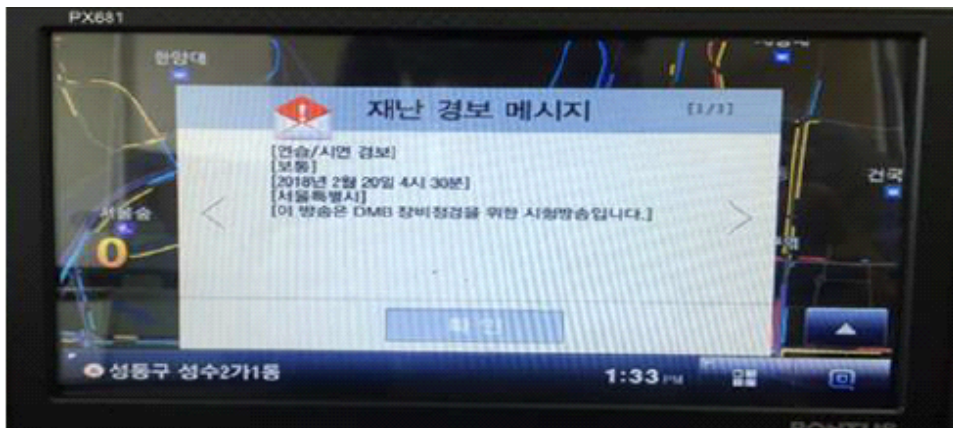 PX681
한양대
재난 경보 메시지
[1/1]
[연습/시연 경보]
[보통]
[2018년 2월 20일 4시 30분]
[서울특별시]
[이 방송은 DMB 장비점검을 위한 시험방송입니다.]
건국
서울숲
0
확인
성동구 성수2가1동
1:33 PM
PONTUS